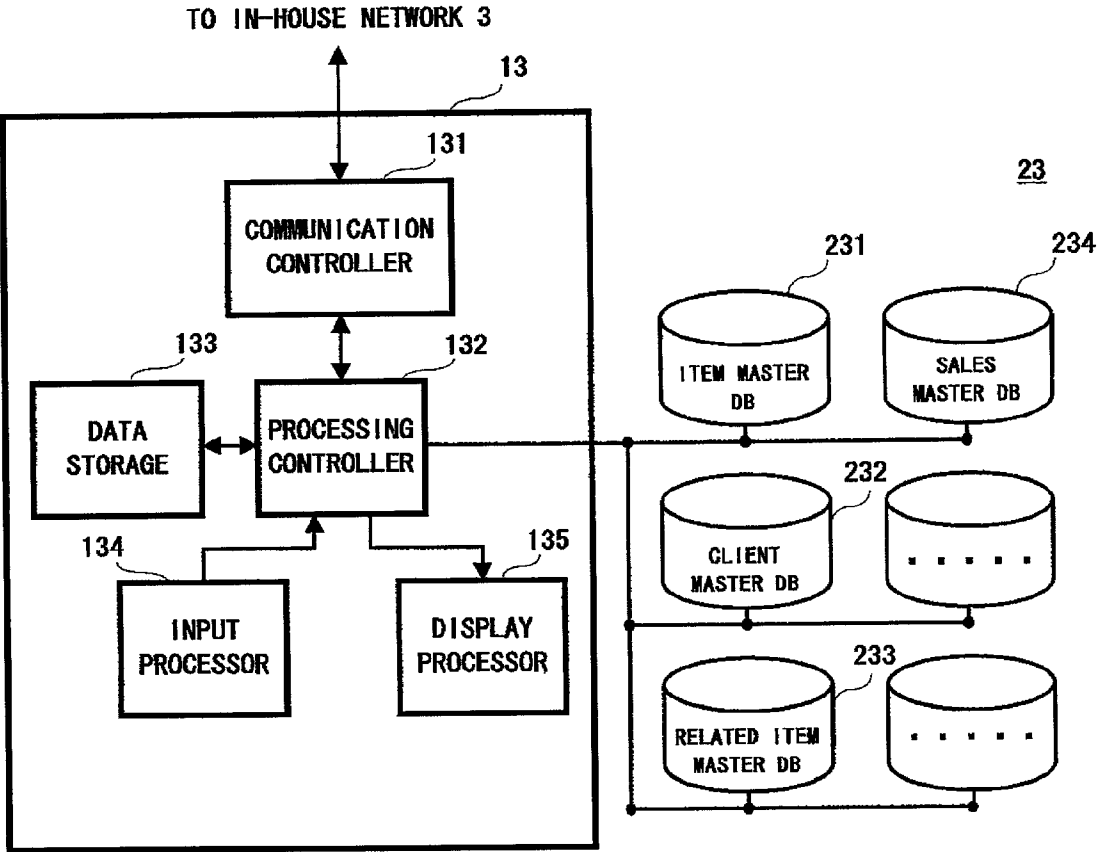 TO IN-HOUSE NETWORK 3
13
131
COMMUNICATION
CONTROLLER
133
132
DATA
STORAGE
PROCESSING
CONTROLLER
134
135
INPUT
PROCESSOR
DISPLAY
PROCESSOR
23
231
234
ITEM MASTER
DB
SALES
MASTER DB
232
CLIENT
MASTER DB
.....
233
RELATED ITEM
MASTER DB
.....